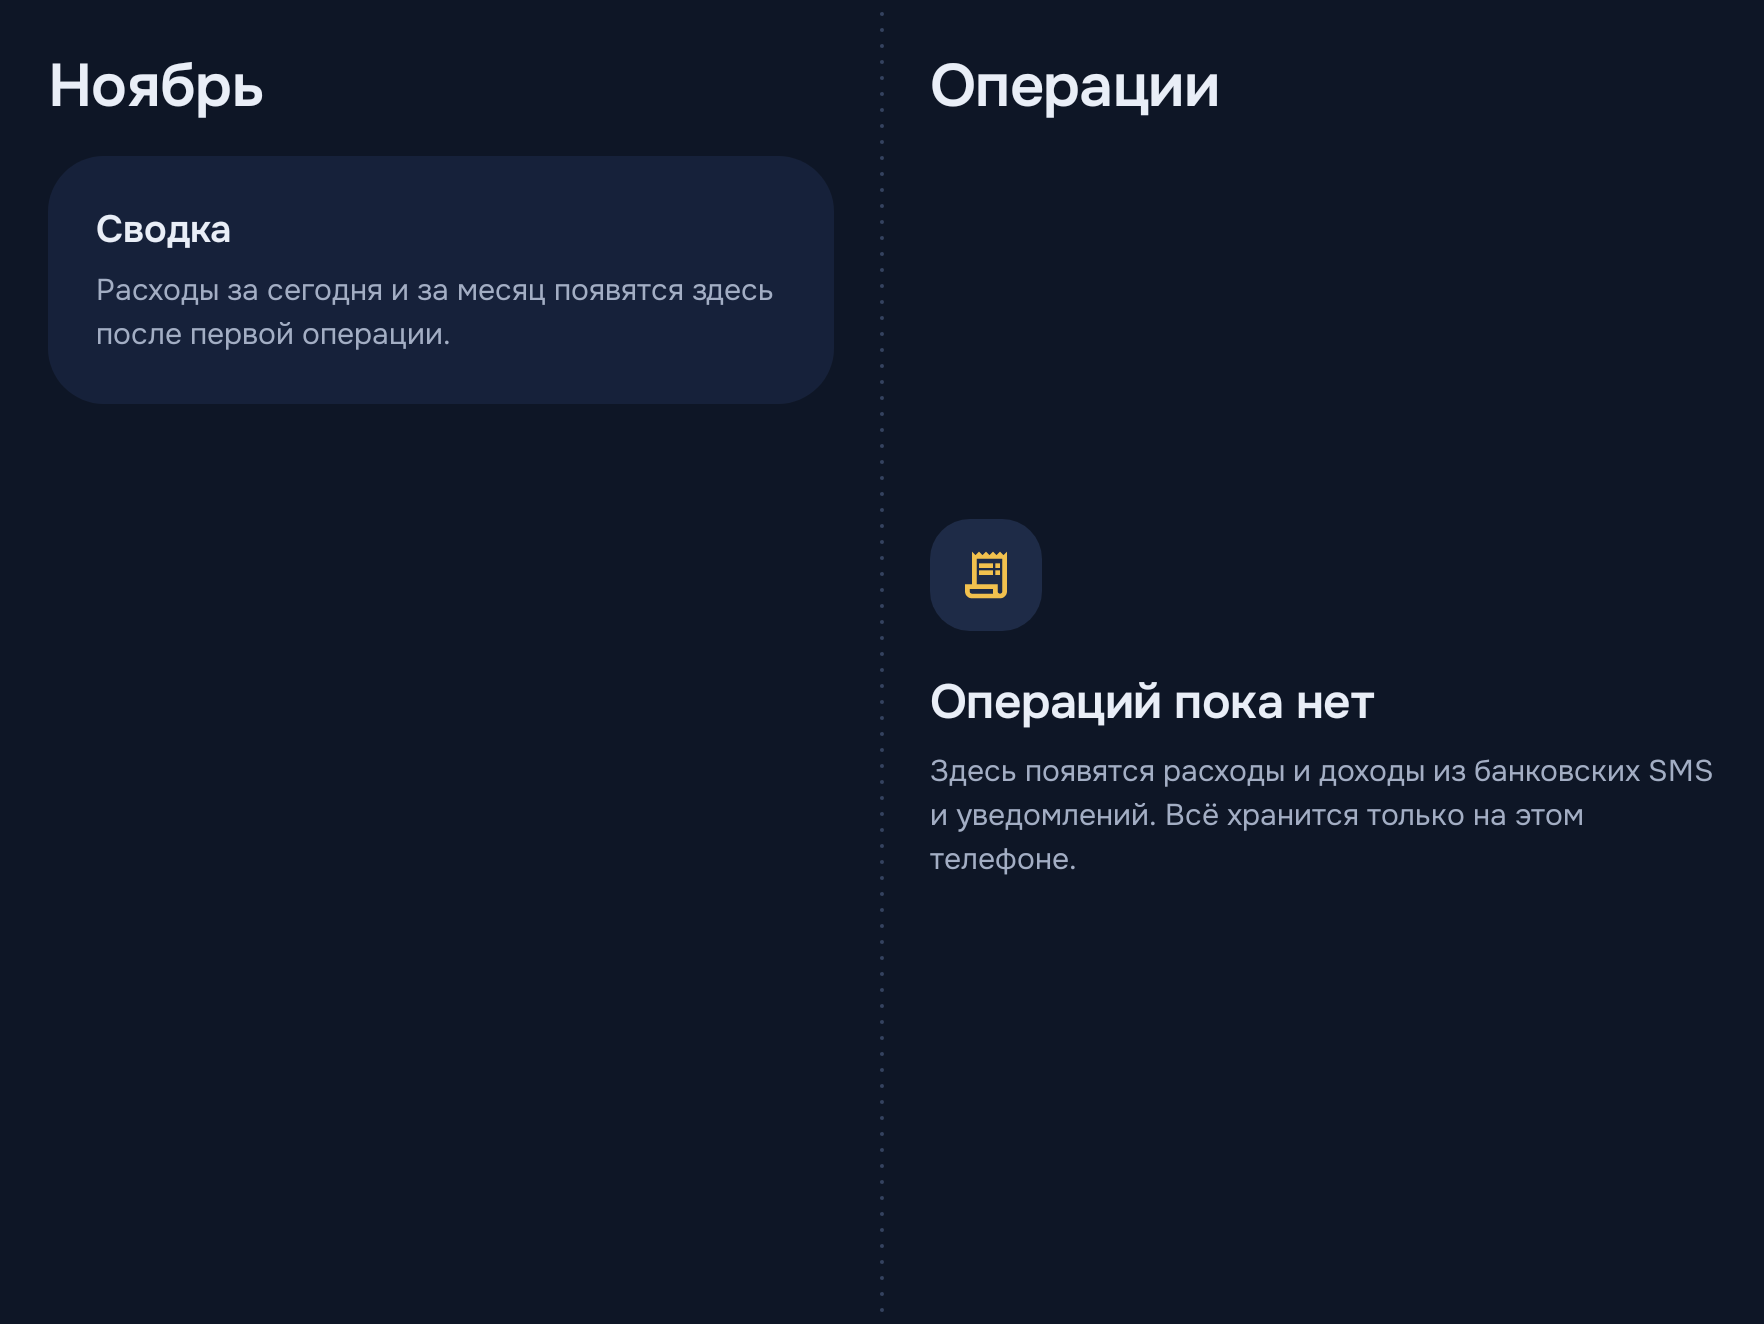 Ноябрь
Сводка
Расходы за сегодня и за месяц появятся здесь
после первой операции.
Операции
Операций пока нет
Здесь появятся расходы и доходы из банковских SMS
и уведомлений. Всё хранится только на этом
телефоне.